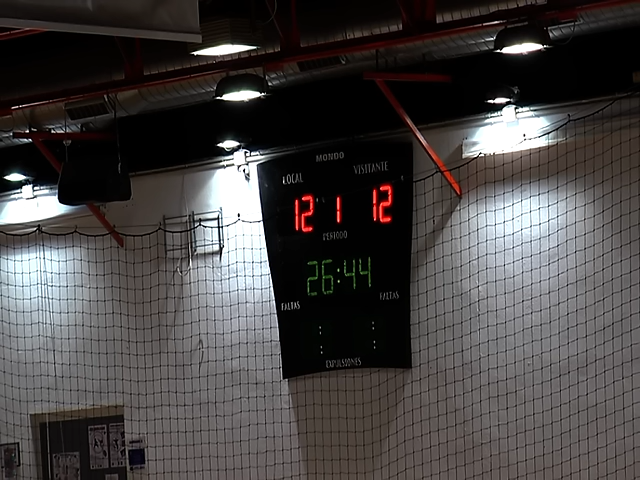 MONDO
LOCAL VISITANTE
12 1 12
PERIODO
26:44
FALTAS FALTAS
EXPULSIONES